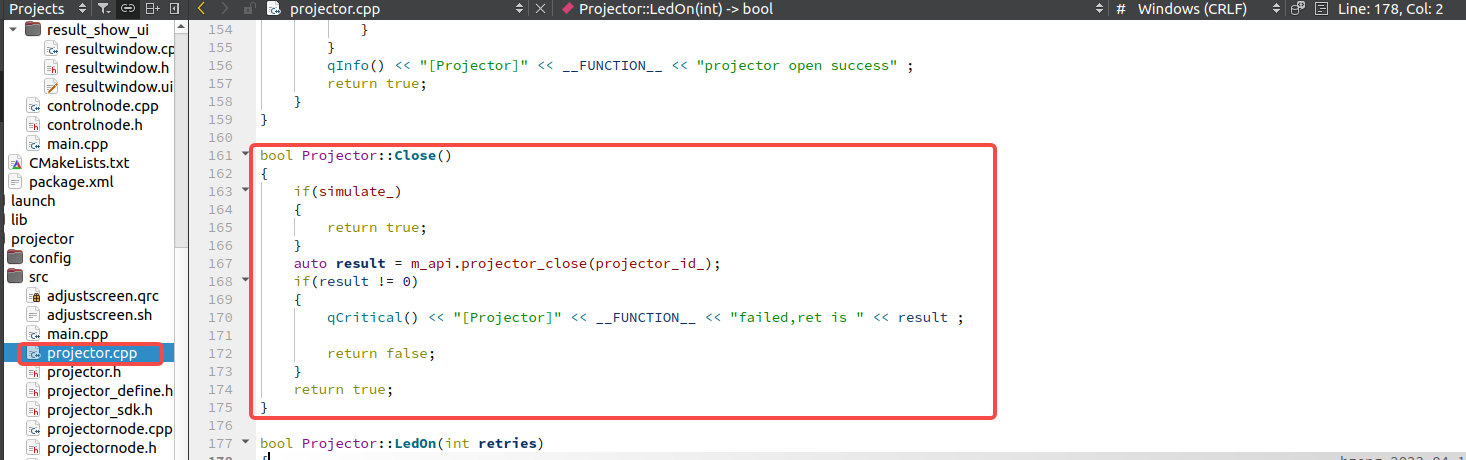 Projects
projector.cpp
Projector::LedOn(int) -> bool
#
Windows (CRLF)
Line: 178, Col: 2
result_show_ui
resultwindow.cp
resultwindow.h
resultwindow.ui
controlnode.cpp
controlnode.h
main.cpp
CMakeLists.txt
package.xml
launch
lib
projector
config
src
adjustscreen.qrc
adjustscreen.sh
main.cpp
projector.cpp
projector.h
projector_define.h
projector_sdk.h
projectornode.cpp
projectornode.h
154 }
155 }
156 qInfo() << "[Projector]" << __FUNCTION__ << "projector open success" ;
157 return true;
158 }
159 }
160
161 bool Projector::Close()
162 {
163 if(simulate_)
164 {
165 return true;
166 }
167 auto result = m_api.projector_close(projector_id_);
168 if(result != 0)
169 {
170 qCritical() << "[Projector]" << __FUNCTION__ << "failed,ret is " << result ;
171
172 return false;
173 }
174 return true;
175 }
176
177 bool Projector::LedOn(int retries)
178 {